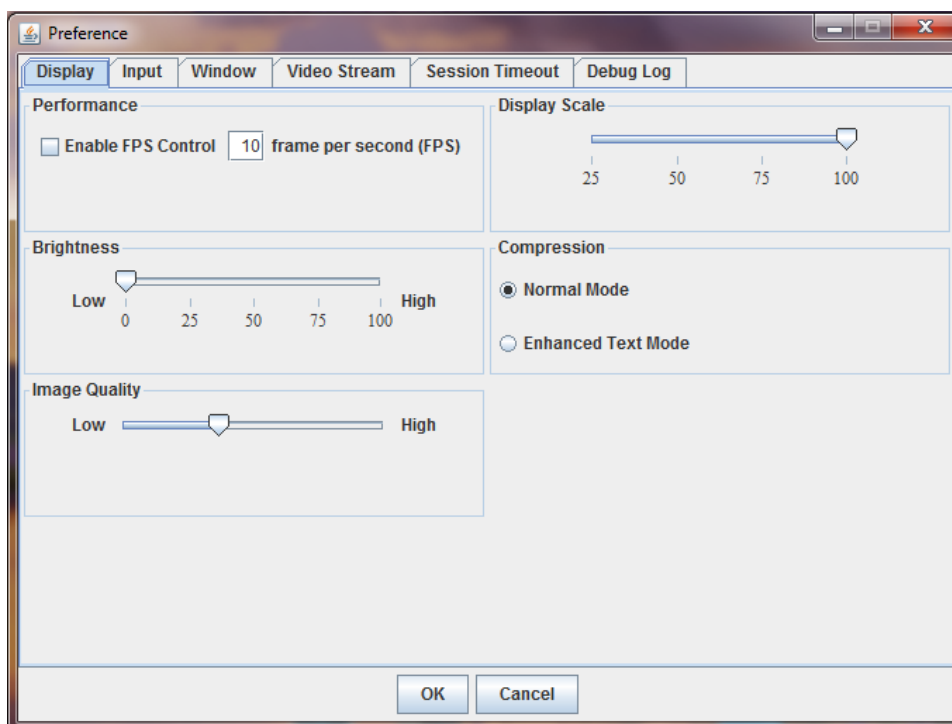 Preference
Display Input Window Video Stream Session Timeout Debug Log
Performance
Enable FPS Control 10 frame per second (FPS)
Display Scale
25 50 75 100
Brightness
Low High
0 25 50 75 100
Compression
Normal Mode
Enhanced Text Mode
Image Quality
Low High
OK Cancel